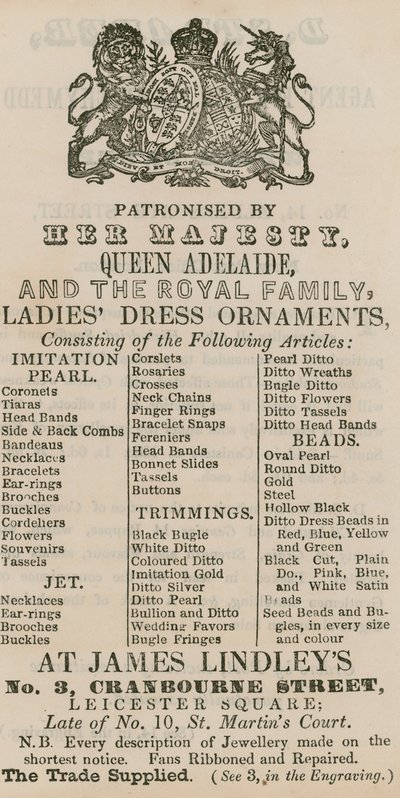 HONI SOIT QUI MAL
DIEU ET MON DROIT.
PATRONISED BY
HER MAJESTY,
QUEEN ADELAIDE,
AND THE ROYAL FAMILY,
LADIES' DRESS ORNAMENTS,
Consisting of the Following Articles:
IMITATION
PEARL.
Coronets
Tiaras
Head Bands
Side & Back Combs
Bandeaus
Necklaces
Bracelets
Ear-rings
Brooches
Buckles
Cordeliers
Flowers
Souvenirs
Tassels
JET.
Necklaces
Ear-rings
Brooches
Buckles
Corslets
Rosaries
Crosses
Neck Chains
Finger Rings
Bracelet Snaps
Fereniers
Head Bands
Bonnet Slides
Tassels
Buttons
TRIMMINGS.
Black Bugle
White Ditto
Coloured Ditto
Imitation Gold
Ditto Silver
Ditto Pearl
Bullion and Ditto
Wedding Favors
Bugle Fringes
Pearl Ditto
Ditto Wreaths
Bugle Ditto
Ditto Flowers
Ditto Tassels
Ditto Head Bands
BEADS.
Oval Pearl
Round Ditto
Gold
Steel
Hollow Black
Ditto Dress Beads in
Red, Blue, Yellow
and Green
Black Cut, Plain
Do., Pink, Blue,
and White Satin
Beads
Seed Beads and Bu-
gles, in every size
and colour
AT JAMES LINDLEY'S
No. 3, CRANBOURNE STREET,
LEICESTER SQUARE;
Late of No. 10, St. Martin's Court.
N.B. Every description of Jewellery made on the
shortest notice. Fans Ribboned and Repaired.
The Trade Supplied. (See 3, in the Engraving.)